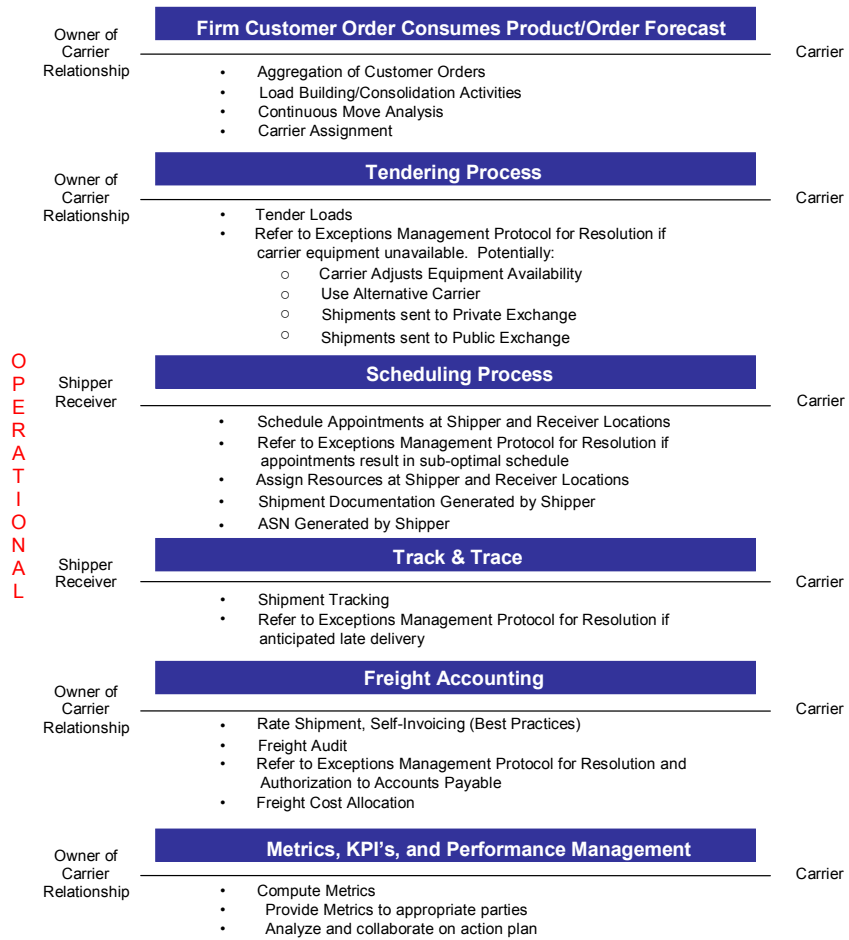 Firm Customer Order Consumes Product/Order Forecast
Owner of
Carrier
Relationship
Carrier
• Aggregation of Customer Orders
• Load Building/Consolidation Activities
• Continuous Move Analysis
• Carrier Assignment
Tendering Process
Owner of
Carrier
Relationship
Carrier
• Tender Loads
• Refer to Exceptions Management Protocol for Resolution if
carrier equipment unavailable. Potentially:
○ Carrier Adjusts Equipment Availability
○ Use Alternative Carrier
○ Shipments sent to Private Exchange
○ Shipments sent to Public Exchange
OPERATIONAL
Scheduling Process
Shipper
Receiver
Carrier
• Schedule Appointments at Shipper and Receiver Locations
• Refer to Exceptions Management Protocol for Resolution if
appointments result in sub-optimal schedule
• Assign Resources at Shipper and Receiver Locations
• Shipment Documentation Generated by Shipper
• ASN Generated by Shipper
Track & Trace
Shipper
Receiver
Carrier
• Shipment Tracking
• Refer to Exceptions Management Protocol for Resolution if
anticipated late delivery
Freight Accounting
Owner of
Carrier
Relationship
Carrier
• Rate Shipment, Self-Invoicing (Best Practices)
• Freight Audit
• Refer to Exceptions Management Protocol for Resolution and
Authorization to Accounts Payable
• Freight Cost Allocation
Metrics, KPI's, and Performance Management
Owner of
Carrier
Relationship
Carrier
• Compute Metrics
• Provide Metrics to appropriate parties
• Analyze and collaborate on action plan